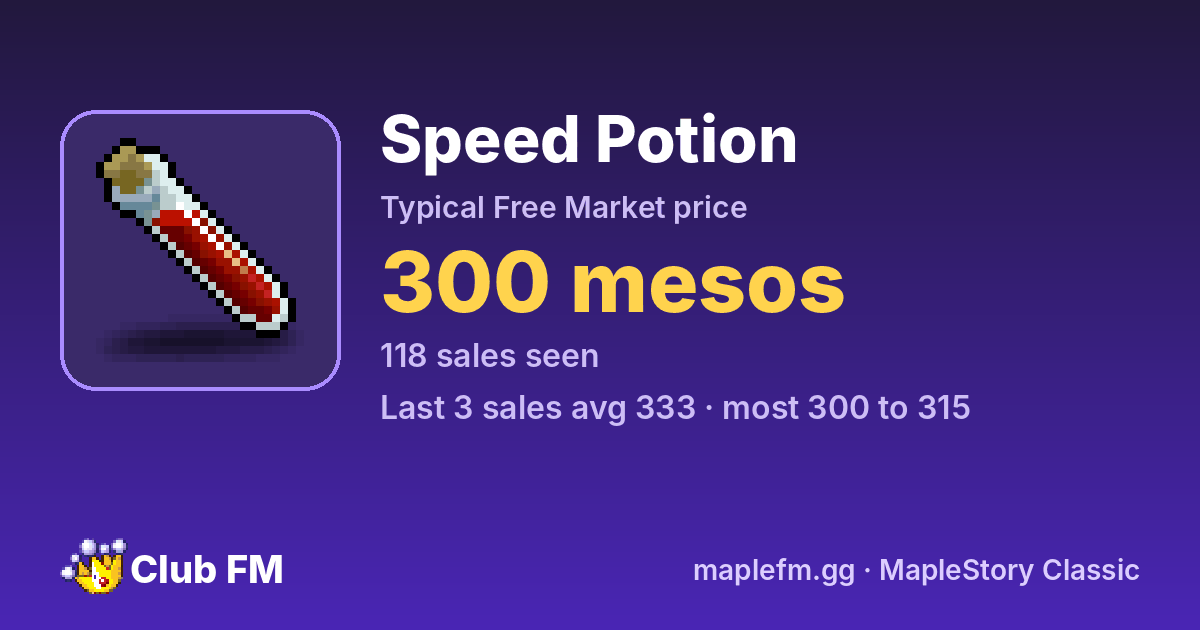 Speed Potion
Typical Free Market price
300 mesos
118 sales seen
Last 3 sales avg 333 · most 300 to 315
Club FM
maplefm.gg · MapleStory Classic